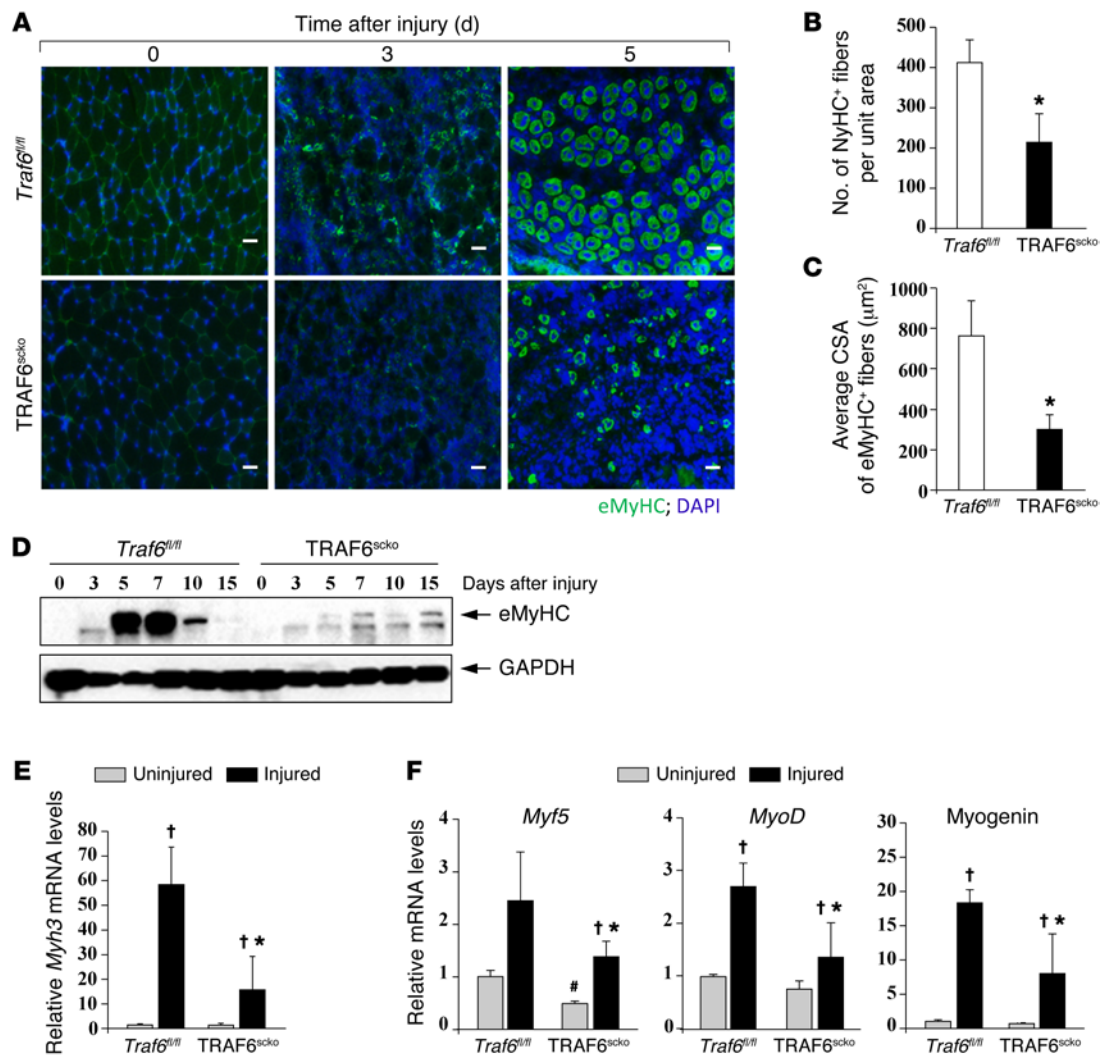 A
Time after injury (d)
0 3 5
Traf6fl/fl
TRAF6scko
eMyHC; DAPI
B
No. of NyHC+ fibers
per unit area
500
400
300
200
400
0
*
Traf6fl/fl TRAF6scko
C
Average CSA
of eMyHC+ fibers (μm2)
1000
800
600
400
200
0
*
Traf6fl/fl TRAF6scko
D
Traf6fl/fl TRAF6scko
0 3 5 7 10 15 0 3 5 7 10 15 Days after injury
eMyHC
GAPDH
E
Uninjured Injured
Relative Myh3 mRNA levels
80
70
60
50
40
30
20
10
0
†
† *
Traf6fl/fl TRAF6scko
F
Uninjured Injured
Relative mRNA levels
Myf5
4
3
2
1
0
#
† *
Traf6fl/fl TRAF6scko
MyoD
4
3
2
1
0
†
† *
Traf6fl/fl TRAF6scko
Myogenin
30
25
20
15
10
5
0
†
† *
Traf6fl/fl TRAF6scko